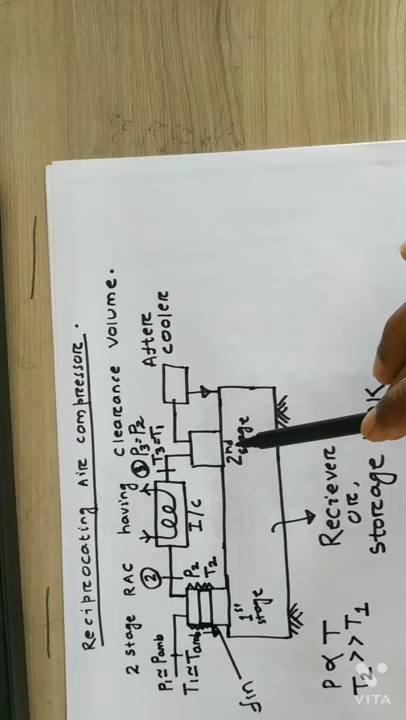 Reciprocating Air compressor.
2 stage RAC having clearance volume.
P1≃Pamb
T1≃Tamb
②
P2
T2
③ P3=P2
T3=T1
I/c
After
cooler
1st
stage
2nd
stage
fin
Reciever
or,
storage
P∝T
T2>>T1
VITA